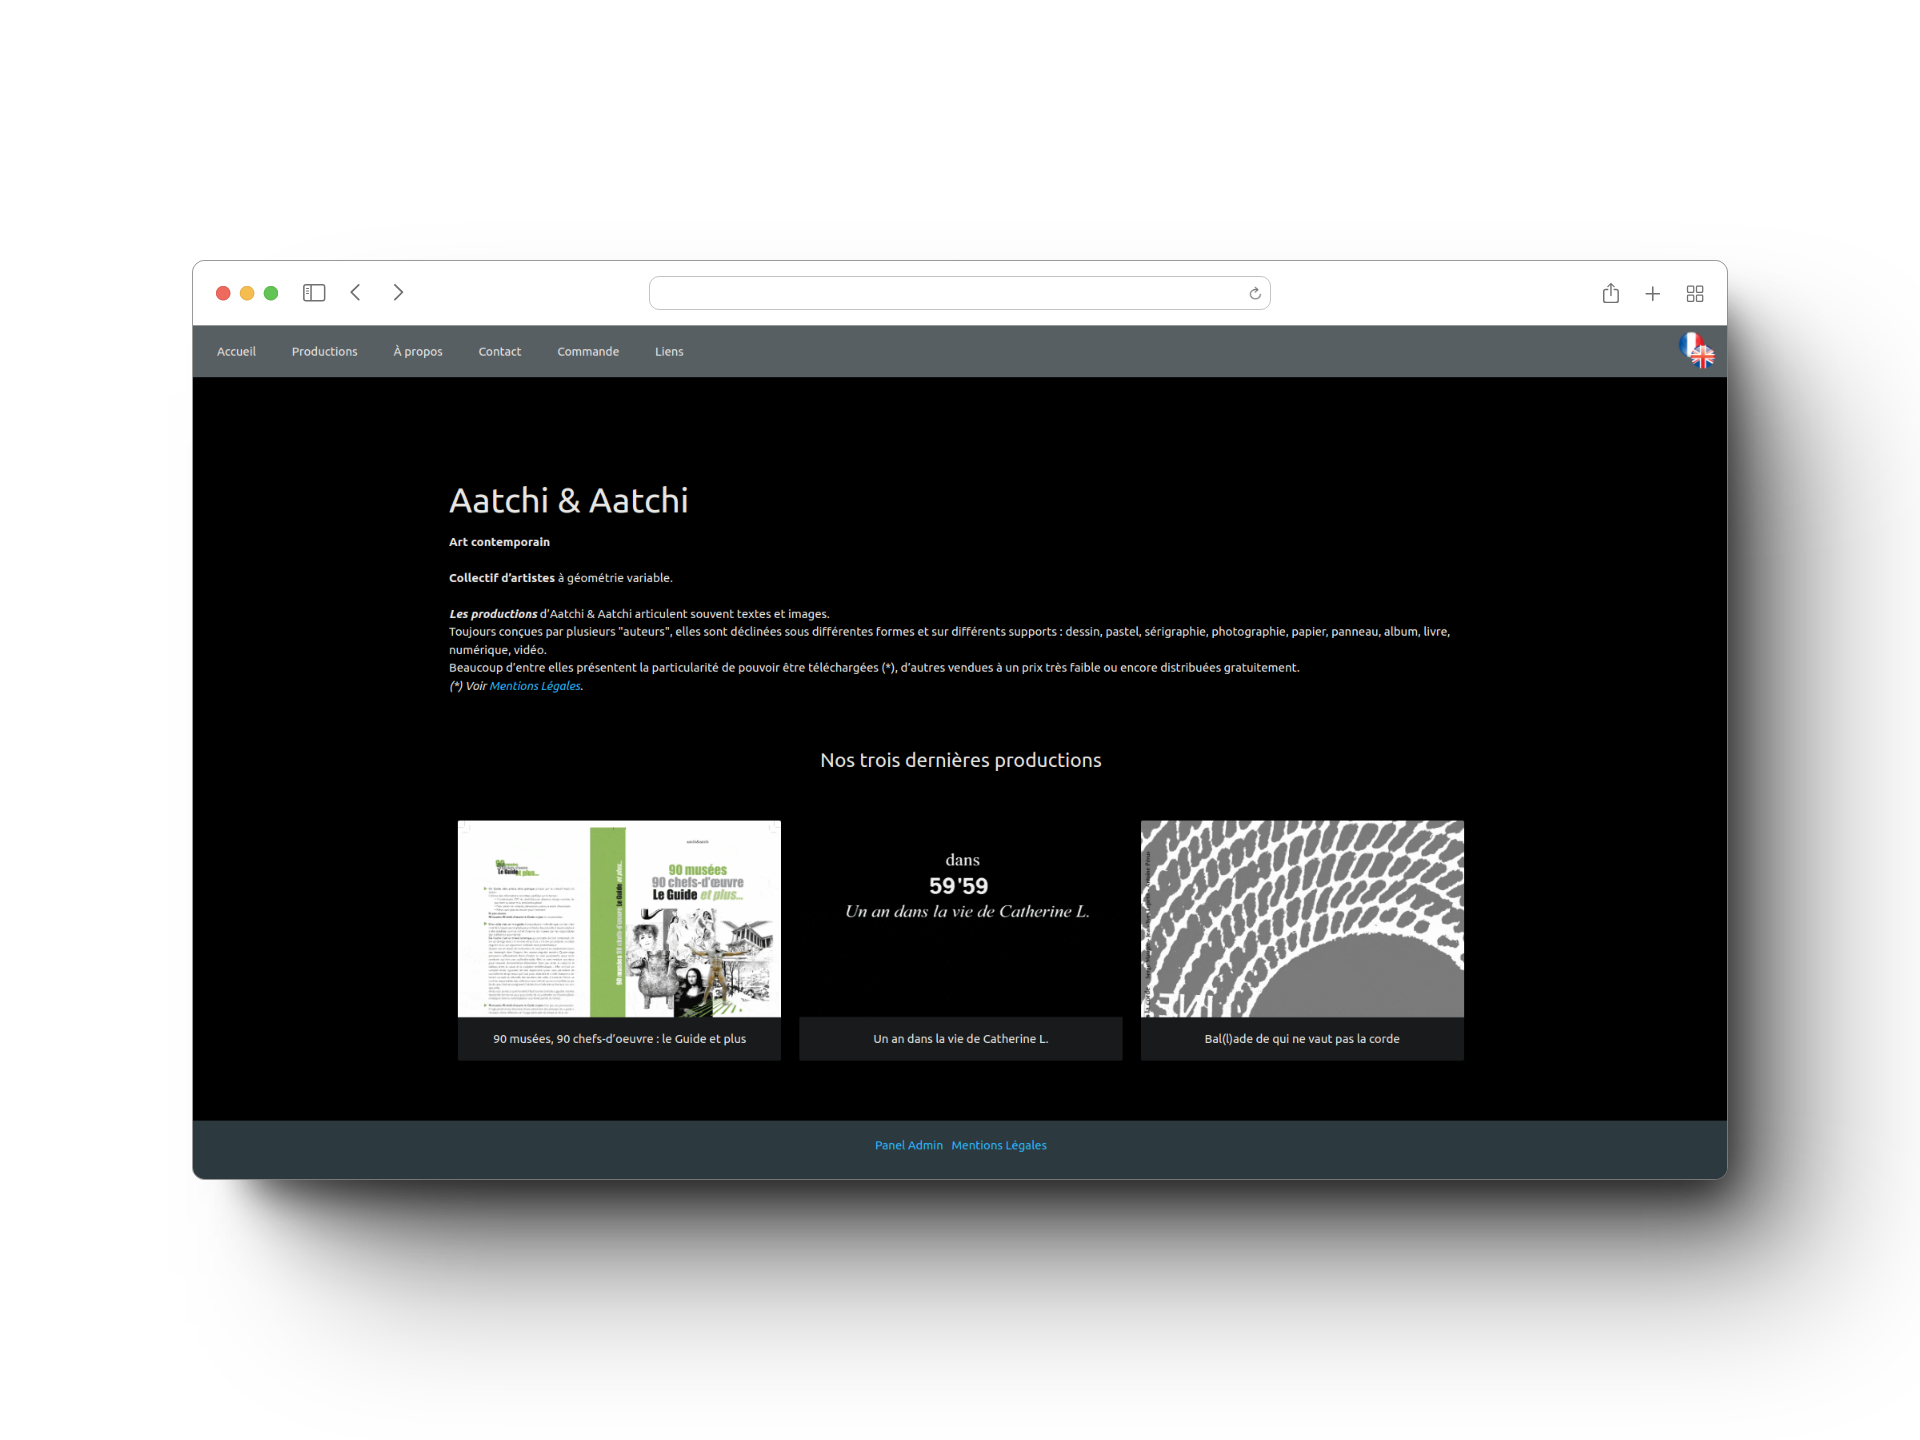 Accueil Productions À propos Contact Commande Liens
Aatchi & Aatchi
Art contemporain
Collectif d'artistes à géométrie variable.
Les productions d'Aatchi & Aatchi articulent souvent textes et images.
Toujours conçues par plusieurs "auteurs", elles sont déclinées sous différentes formes et sur différents supports : dessin, pastel, sérigraphie, photographie, papier, panneau, album, livre,
numérique, vidéo.
Beaucoup d'entre elles présentent la particularité de pouvoir être téléchargées (*), d'autres vendues à un prix très faible ou encore distribuées gratuitement.
(*) Voir Mentions Légales.
Nos trois dernières productions
90 musées
90 chefs-d'œuvre
Le Guide et plus...
dans
59'59
Un an dans la vie de Catherine L.
90 musées, 90 chefs-d'oeuvre : le Guide et plus
Un an dans la vie de Catherine L.
Bal(l)ade de qui ne vaut pas la corde
Panel Admin Mentions Légales